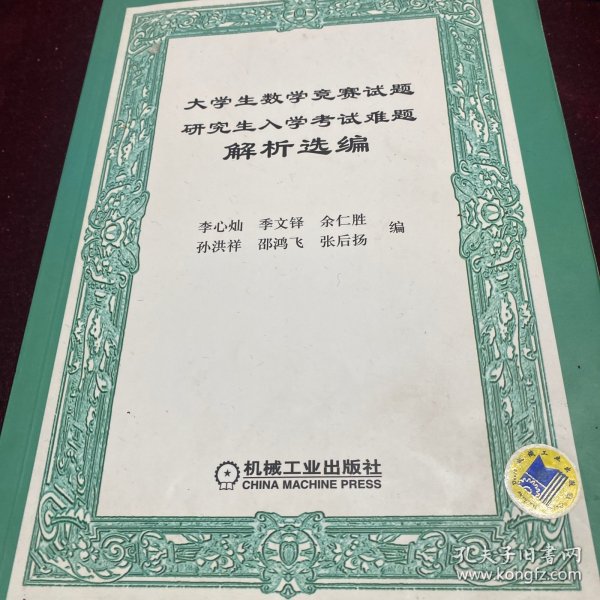 大学生数学竞赛试题
研究生入学考试难题
解析选编
李心灿 季文铎 余仁胜
孙洪祥 邵鸿飞 张后扬 编
机械工业出版社
CHINA MACHINE PRESS
孔夫子旧书网
www.kongfz.com